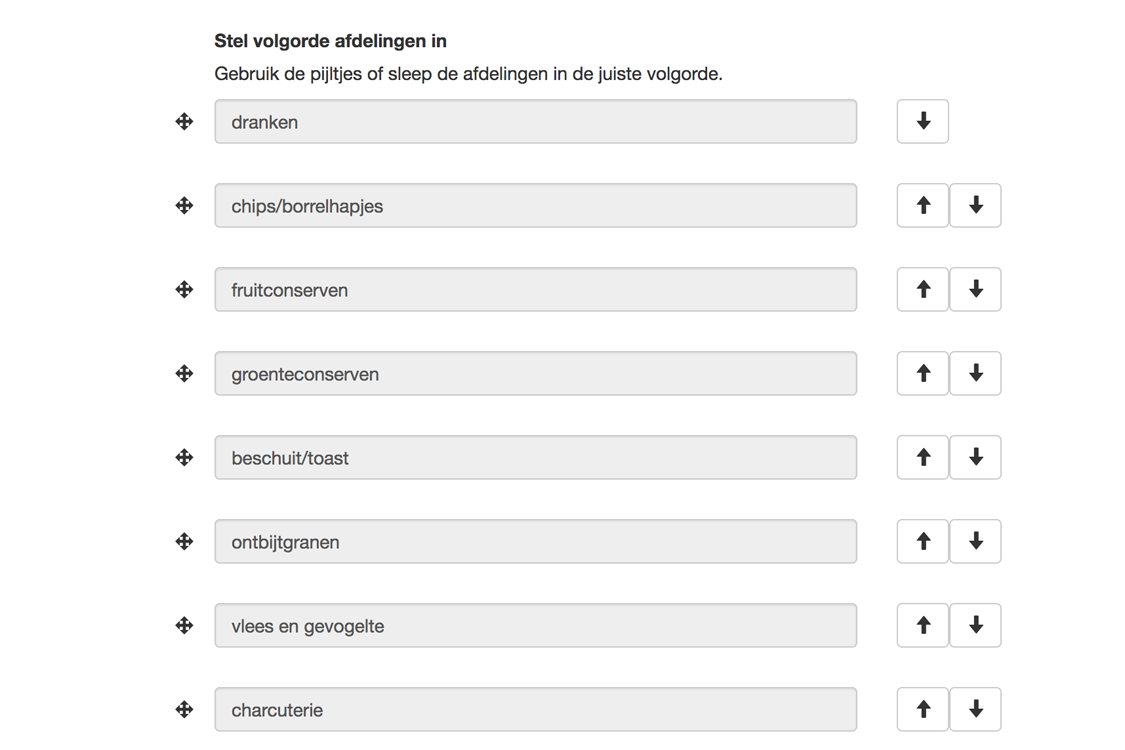 Stel volgorde afdelingen in
Gebruik de pijltjes of sleep de afdelingen in de juiste volgorde.
dranken
chips/borrelhapjes
fruitconserven
groenteconserven
beschuit/toast
ontbijtgranen
vlees en gevogelte
charcuterie